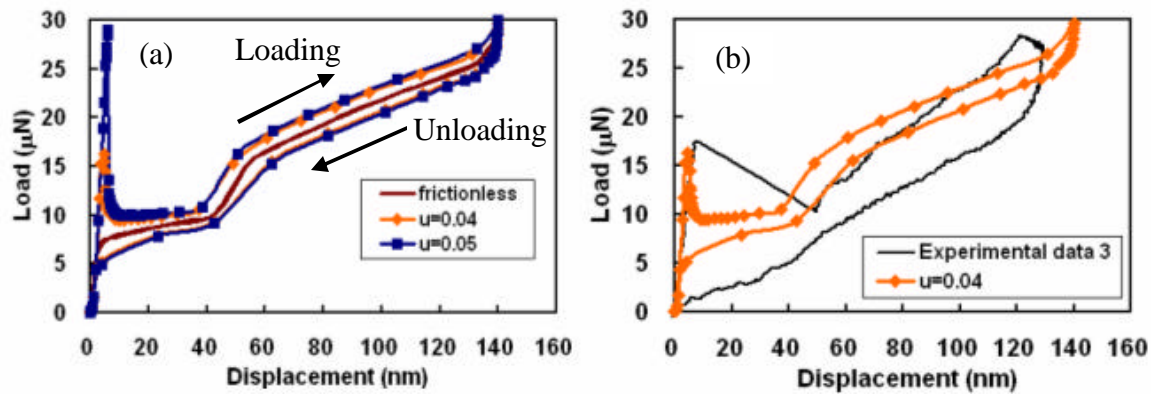 (a)
Loading
Unloading
Load (μN)
30
25
20
15
10
5
0
frictionless
u=0.04
u=0.05
0 20 40 60 80 100 120 140 160
Displacement (nm)
(b)
Load (μN)
30
25
20
15
10
5
0
Experimental data 3
u=0.04
0 20 40 60 80 100 120 140 160
Displacement (nm)